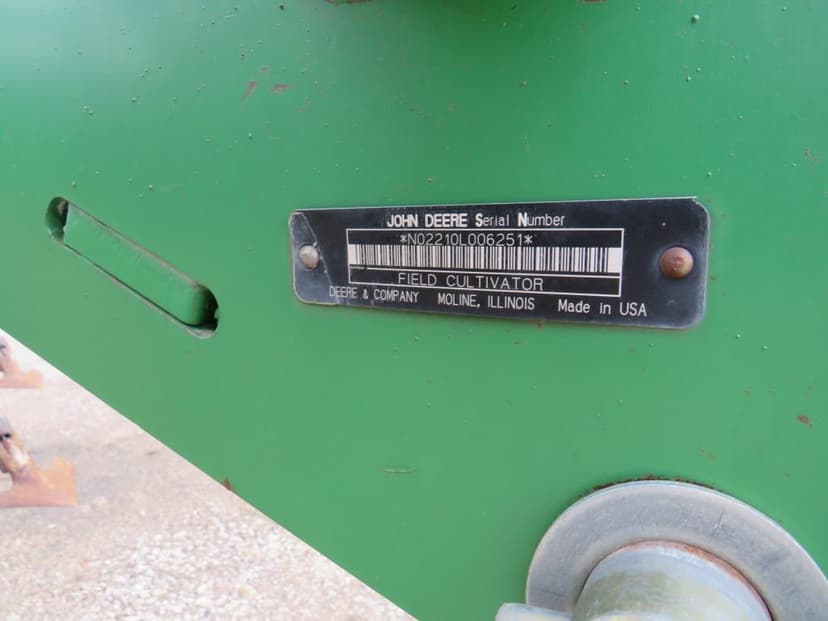 JOHN DEERE Serial Number
*N02210L006251*
FIELD CULTIVATOR
DEERE & COMPANY MOLINE, ILLINOIS Made in USA